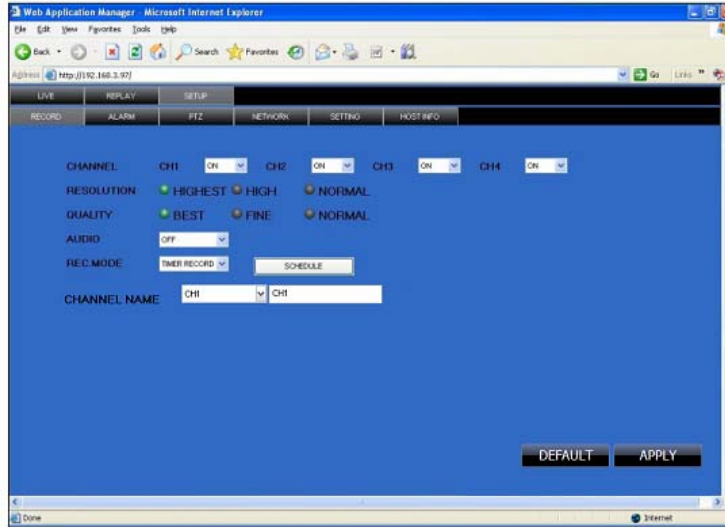 Web Application Manager - Microsoft Internet Explorer
File Edit View Favorites Tools Help
Back Search Favorites
Address http://192.168.3.97/ Go Links »
LIVE REPLAY SETUP
RECORD ALARM PTZ NETWORK SETTING HOST INFO
CHANNEL CH1 ON CH2 ON CH3 ON CH4 ON
RESOLUTION HIGHEST HIGH NORMAL
QUALITY BEST FINE NORMAL
AUDIO OFF
REC.MODE TIMER RECORD SCHEDULE
CHANNEL NAME CH1 CH1
DEFAULT APPLY
Done Internet